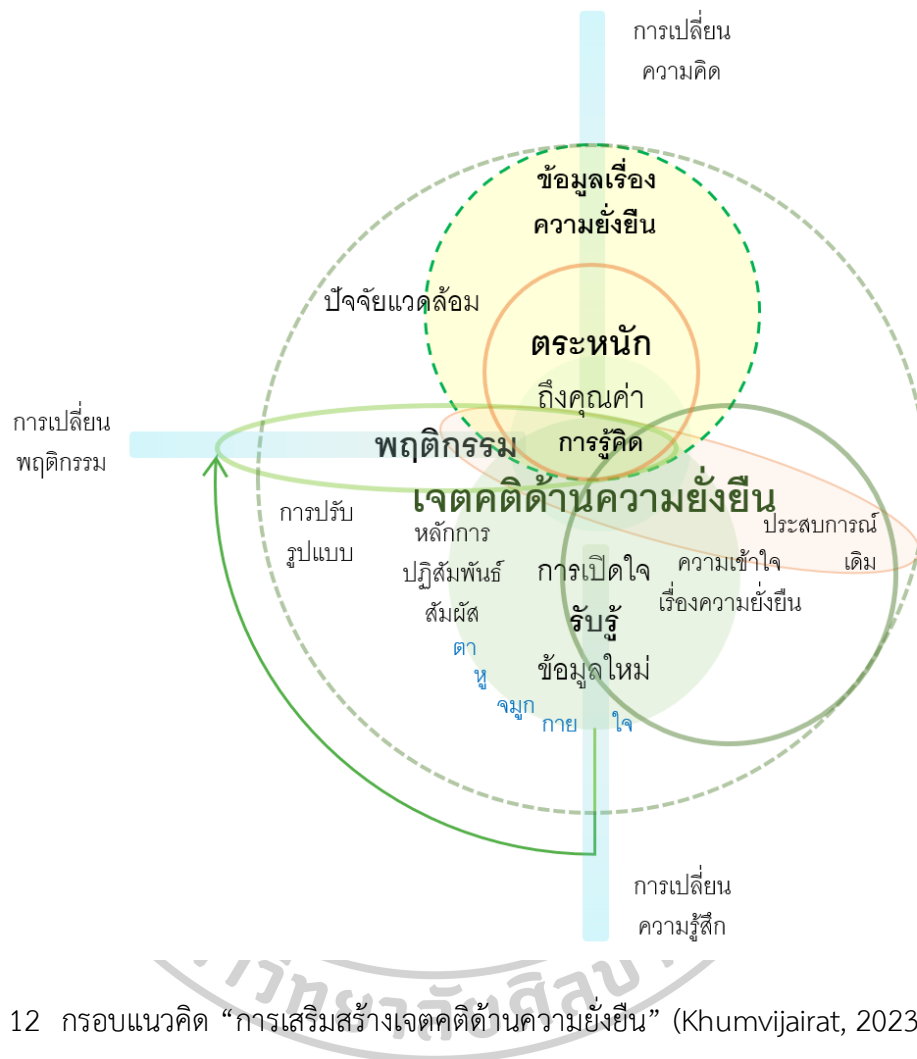 การเปลี่ยน
ความคิด
ข้อมูลเรื่อง
ความยั่งยืน
ปัจจัยแวดล้อม
ตระหนัก
ถึงคุณค่า
การรู้คิด
การเปลี่ยน
พฤติกรรม
พฤติกรรม
เจตคติด้านความยั่งยืน
การปรับ
รูปแบบ
หลักการ
ปฏิสัมพันธ์
สัมผัส
ตา
หู
จมูก
กาย
ใจ
การเปิดใจ
รับรู้
ข้อมูลใหม่
ประสบการณ์
เดิม
ความเข้าใจ
เรื่องความยั่งยืน
การเปลี่ยน
ความรู้สึก
12 กรอบแนวคิด “การเสริมสร้างเจตคติด้านความยั่งยืน” (Khumvijairat, 2023